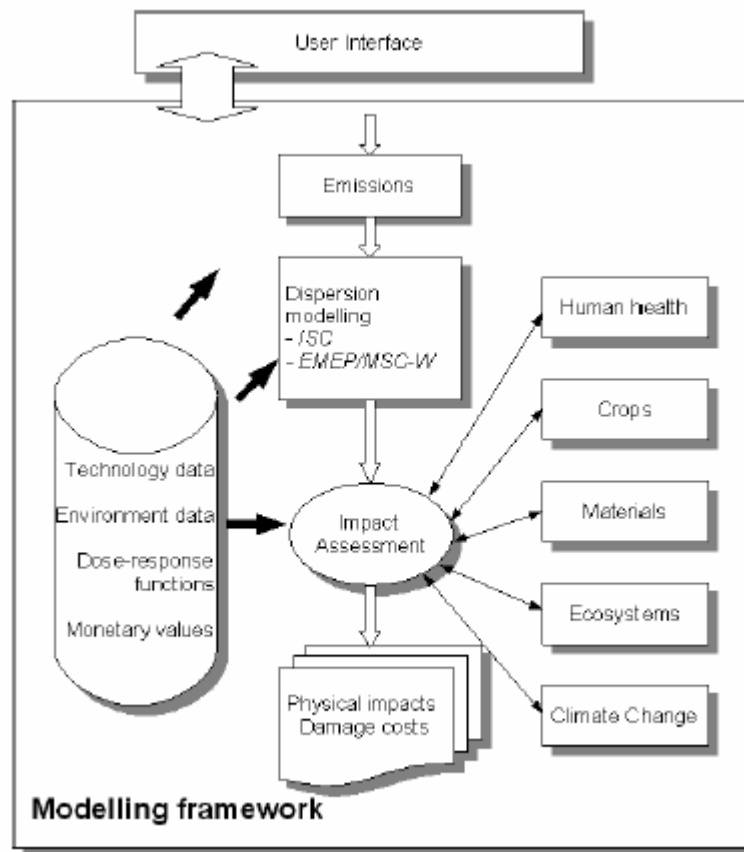 User Interface
Emissions
Dispersion
modelling
- ISC
- EMEP/MSC-W
Human health
Crops
Technology data
Environment data
Dose-response
functions
Monetary values
Impact
Assessment
Materials
Ecosystems
Physical impacts
Damage costs
Climate Change
Modelling framework